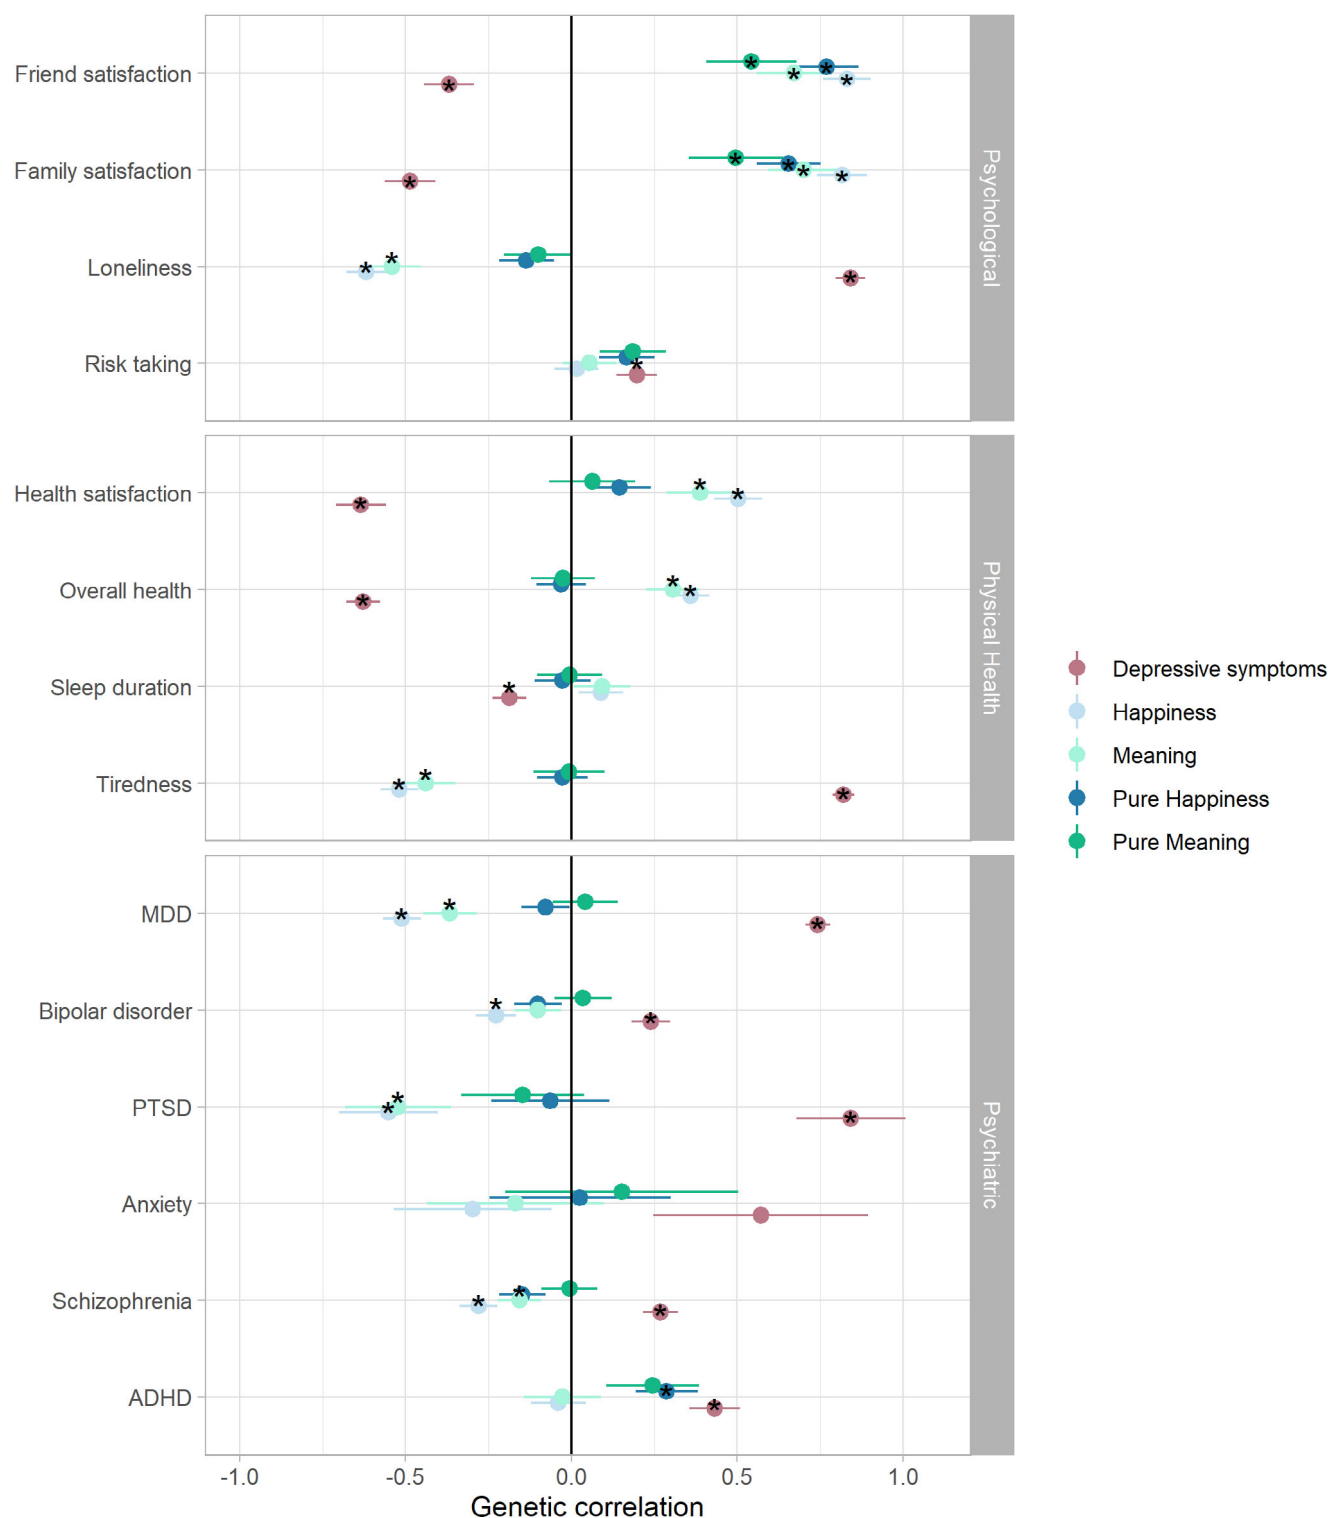 Friend satisfaction
Family satisfaction
Loneliness
Risk taking
Psychological
Health satisfaction
Overall health
Sleep duration
Tiredness
Physical Health
MDD
Bipolar disorder
PTSD
Anxiety
Schizophrenia
ADHD
Psychiatric
-1.0 -0.5 0.0 0.5 1.0
Genetic correlation
Depressive symptoms
Happiness
Meaning
Pure Happiness
Pure Meaning